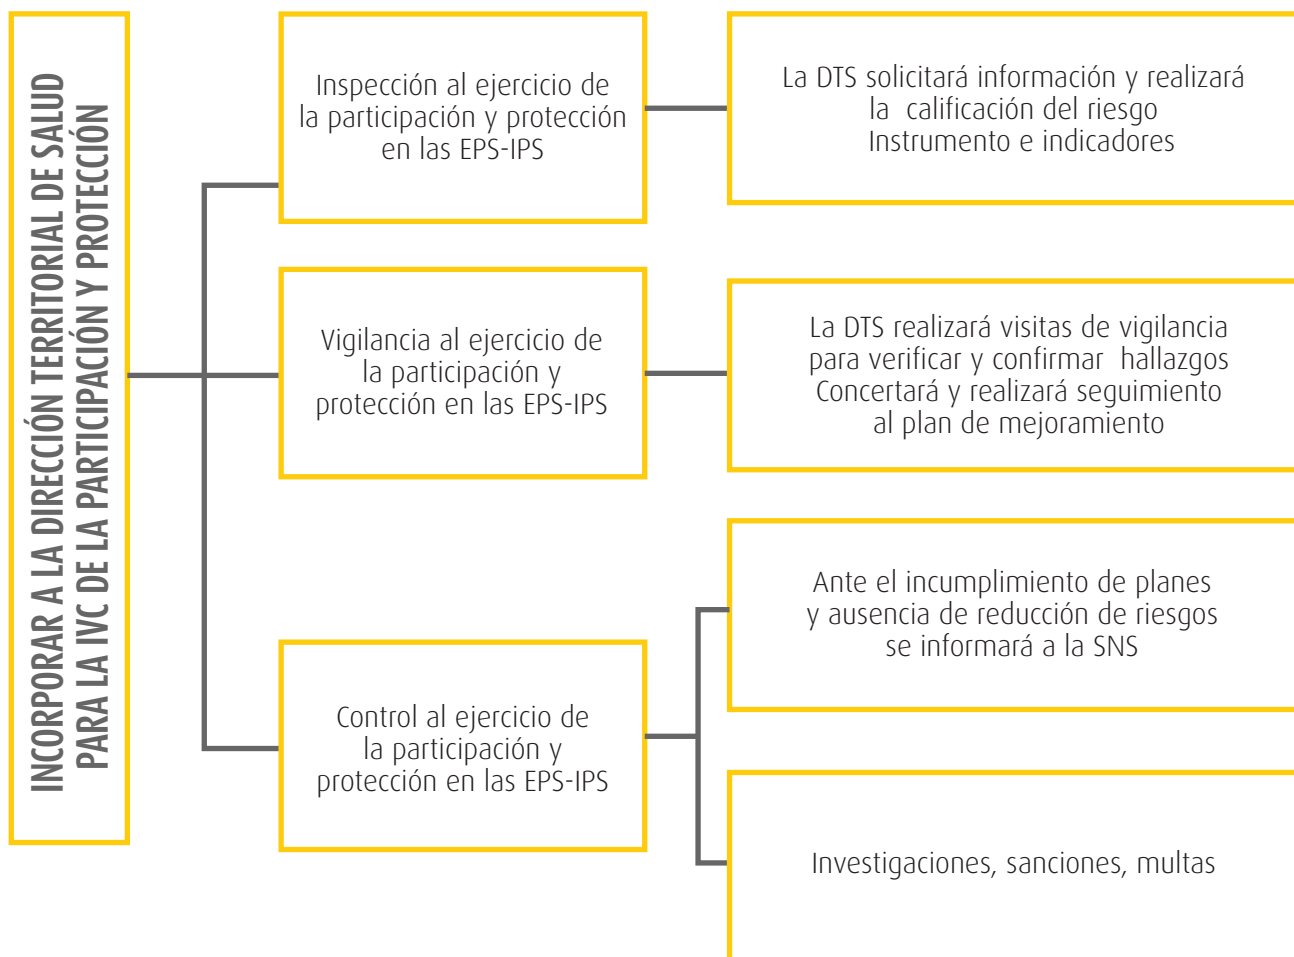 INCORPORAR A LA DIRECCIÓN TERRITORIAL DE SALUD
PARA LA IVC DE LA PARTICIPACIÓN Y PROTECCIÓN
Inspección al ejercicio de
la participación y protección
en las EPS-IPS
La DTS solicitará información y realizará
la calificación del riesgo
Instrumento e indicadores
Vigilancia al ejercicio de
la participación y
protección en las EPS-IPS
La DTS realizará visitas de vigilancia
para verificar y confirmar hallazgos
Concertará y realizará seguimiento
al plan de mejoramiento
Control al ejercicio de
la participación y
protección en las EPS-IPS
Ante el incumplimiento de planes
y ausencia de reducción de riesgos
se informará a la SNS
Investigaciones, sanciones, multas